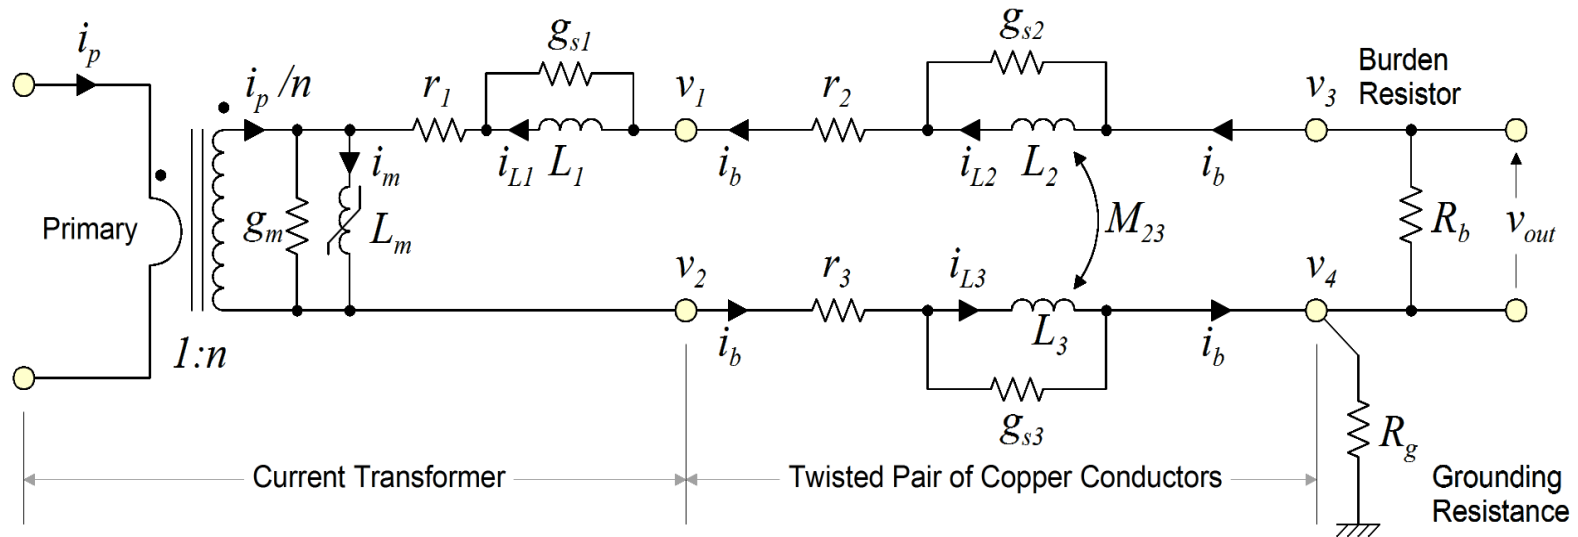 i_p
g_s1
g_s2
Burden
Resistor
i_p /n
r_1
v_1
r_2
v_3
i_m
i_L1
L_1
i_b
i_L2
L_2
i_b
Primary
g_m
L_m
M_23
R_b
v_out
v_2
r_3
i_L3
v_4
1:n
i_b
L_3
i_b
g_s3
R_g
Current Transformer
Twisted Pair of Copper Conductors
Grounding
Resistance